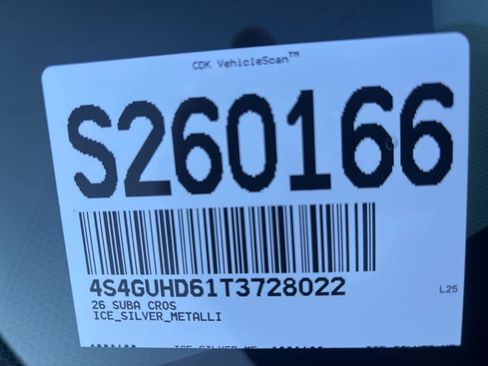 CDK VehicleScan™
S260166
4S4GUHD61T3728022
26 SUBA CROS
L25
ICE_SILVER_METALLI